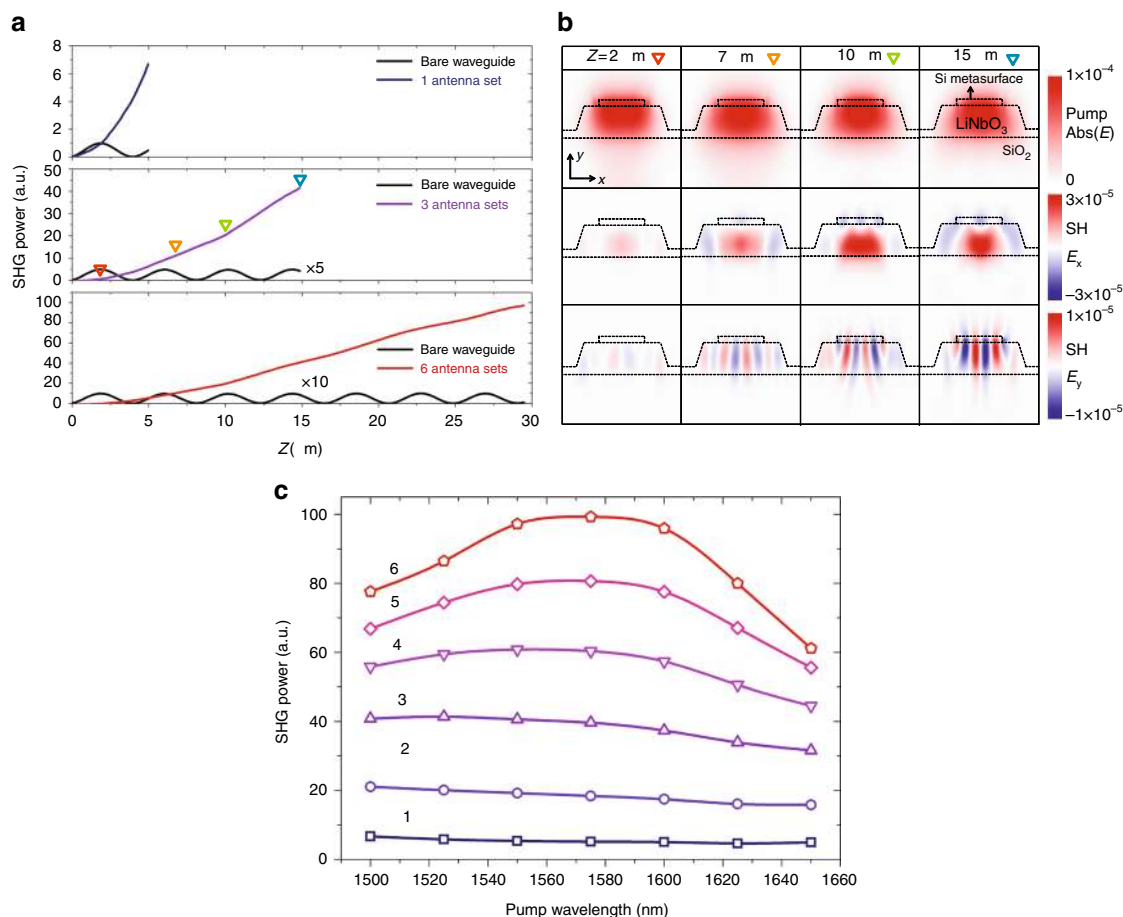 a
8
6
4
2
0
Bare waveguide
1 antenna set
50
40
30
20
10
0
Bare waveguide
3 antenna sets
×5
100
80
60
40
20
0
Bare waveguide
6 antenna sets
×10
0 5 10 15 20 25 30
Z( m)
SHG power (a.u.)
b
Z=2 m 7 m 10 m 15 m
Si metasurface
LiNbO3
SiO2
y
x
1×10−4
Pump
Abs(E)
0
3×10−5
SH
Ex
−3×10−5
1×10−5
SH
Ey
−1×10−5
c
100
80
60
40
20
0
SHG power (a.u.)
6
5
4
3
2
1
1500 1520 1540 1560 1580 1600 1620 1640 1660
Pump wavelength (nm)